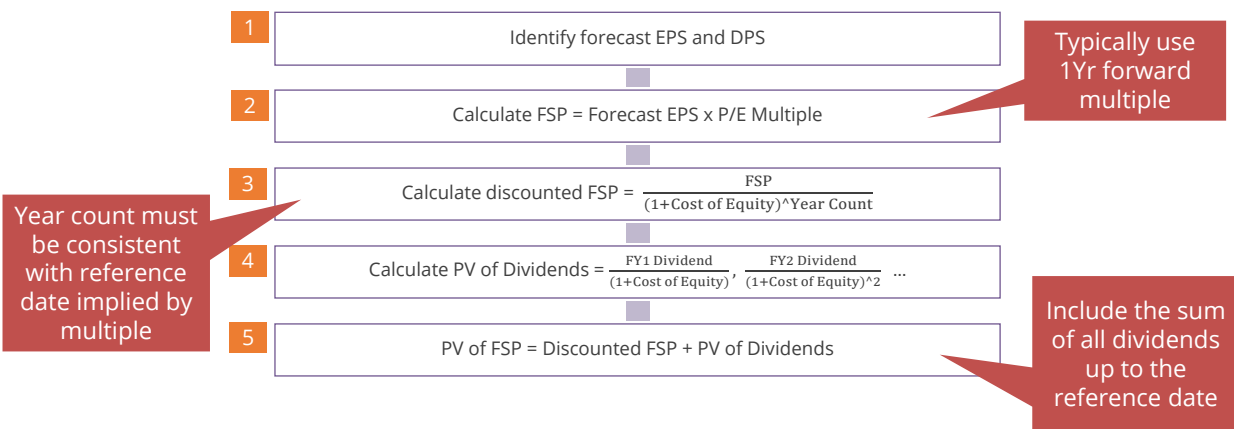 1
Identify forecast EPS and DPS
Typically use
1Yr forward
multiple
2
Calculate FSP = Forecast EPS x P/E Multiple
3
Calculate discounted FSP = FSP / (1+Cost of Equity)^Year Count
Year count must
be consistent
with reference
date implied by
multiple
4
Calculate PV of Dividends = FY1 Dividend / (1+Cost of Equity), FY2 Dividend / (1+Cost of Equity)^2 ...
5
PV of FSP = Discounted FSP + PV of Dividends
Include the sum
of all dividends
up to the
reference date